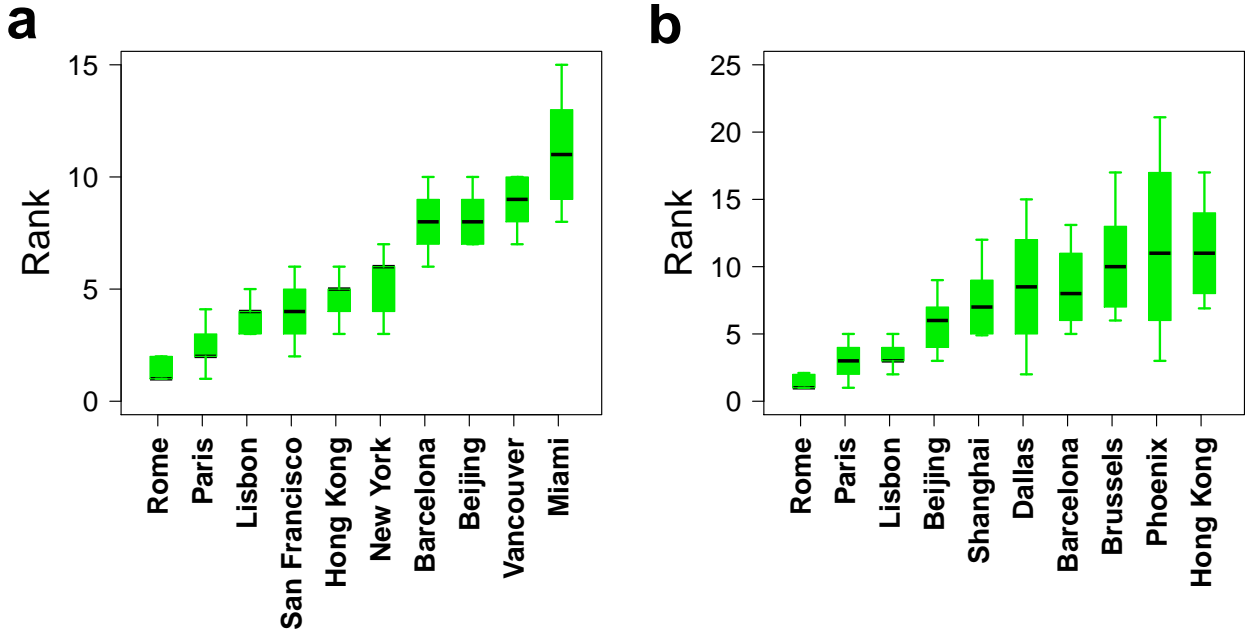 a
Rank
15
10
5
0
Rome
Paris
Lisbon
San Francisco
Hong Kong
New York
Barcelona
Beijing
Vancouver
Miami
b
Rank
25
20
15
10
5
0
Rome
Paris
Lisbon
Beijing
Shanghai
Dallas
Barcelona
Brussels
Phoenix
Hong Kong